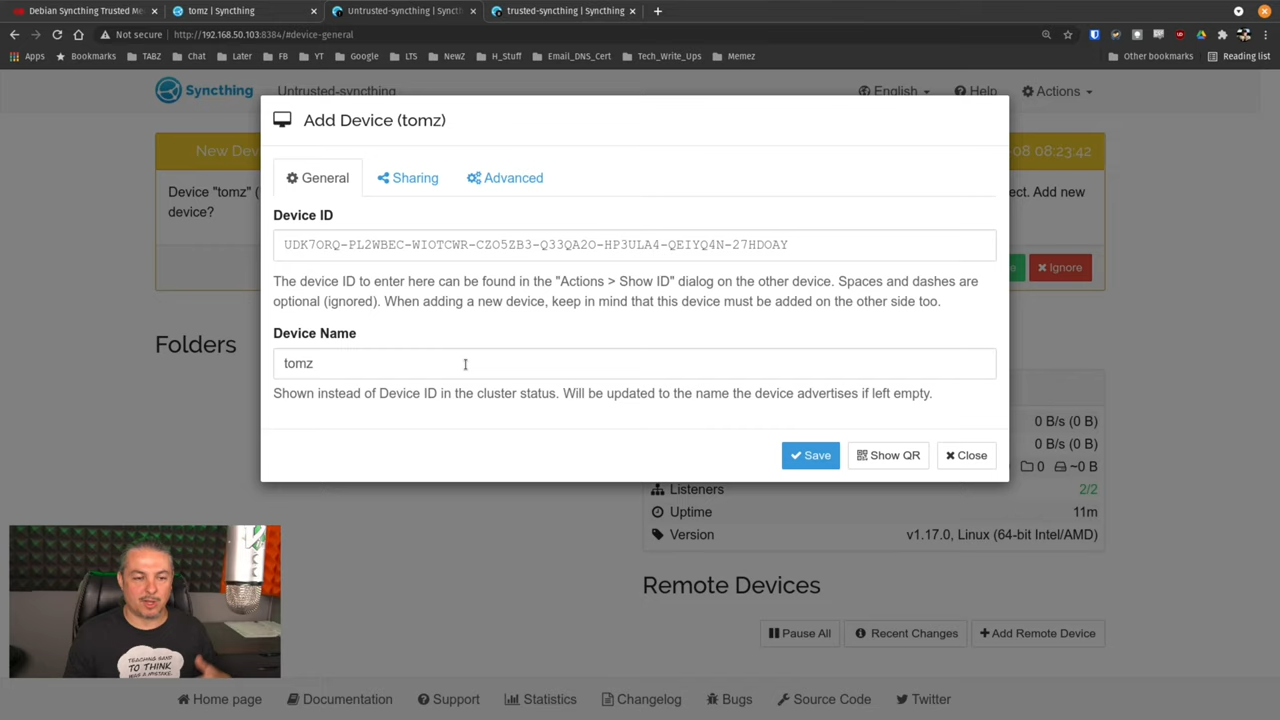 Debian Syncthing Trusted Me
tomz | Syncthing
Untrusted-syncthing | Syncth
trusted-syncthing | Syncthing
Not secure
http://192.168.50.103:8384/#device-general
Apps
Bookmarks
TABZ
Chat
Later
FB
YT
Google
LTS
NewZ
H_Stuff
Email_DNS_Cert
Tech_Write_Ups
Memez
Other bookmarks
Reading list
Syncthing
Untrusted-syncthing
English
Help
Actions
New Dev
08 08:23:42
Device "tomz" (
ect. Add new
device?
Ignore
Add Device (tomz)
General
Sharing
Advanced
Device ID
UDK7ORQ-PL2WBEC-WIOTCWR-CZO5ZB3-Q33QA2O-HP3ULA4-QEIYQ4N-27HDOAY
The device ID to enter here can be found in the "Actions > Show ID" dialog on the other device. Spaces and dashes are
optional (ignored). When adding a new device, keep in mind that this device must be added on the other side too.
Device Name
tomz
Shown instead of Device ID in the cluster status. Will be updated to the name the device advertises if left empty.
Save
Show QR
Close
Folders
0 B/s (0 B)
0 B/s (0 B)
0 ~0 B
Listeners
2/2
Uptime
11m
Version
v1.17.0, Linux (64-bit Intel/AMD)
Remote Devices
Pause All
Recent Changes
Add Remote Device
TO THINK
WAS A MISTAKE.
Home page
Documentation
Support
Statistics
Changelog
Bugs
Source Code
Twitter